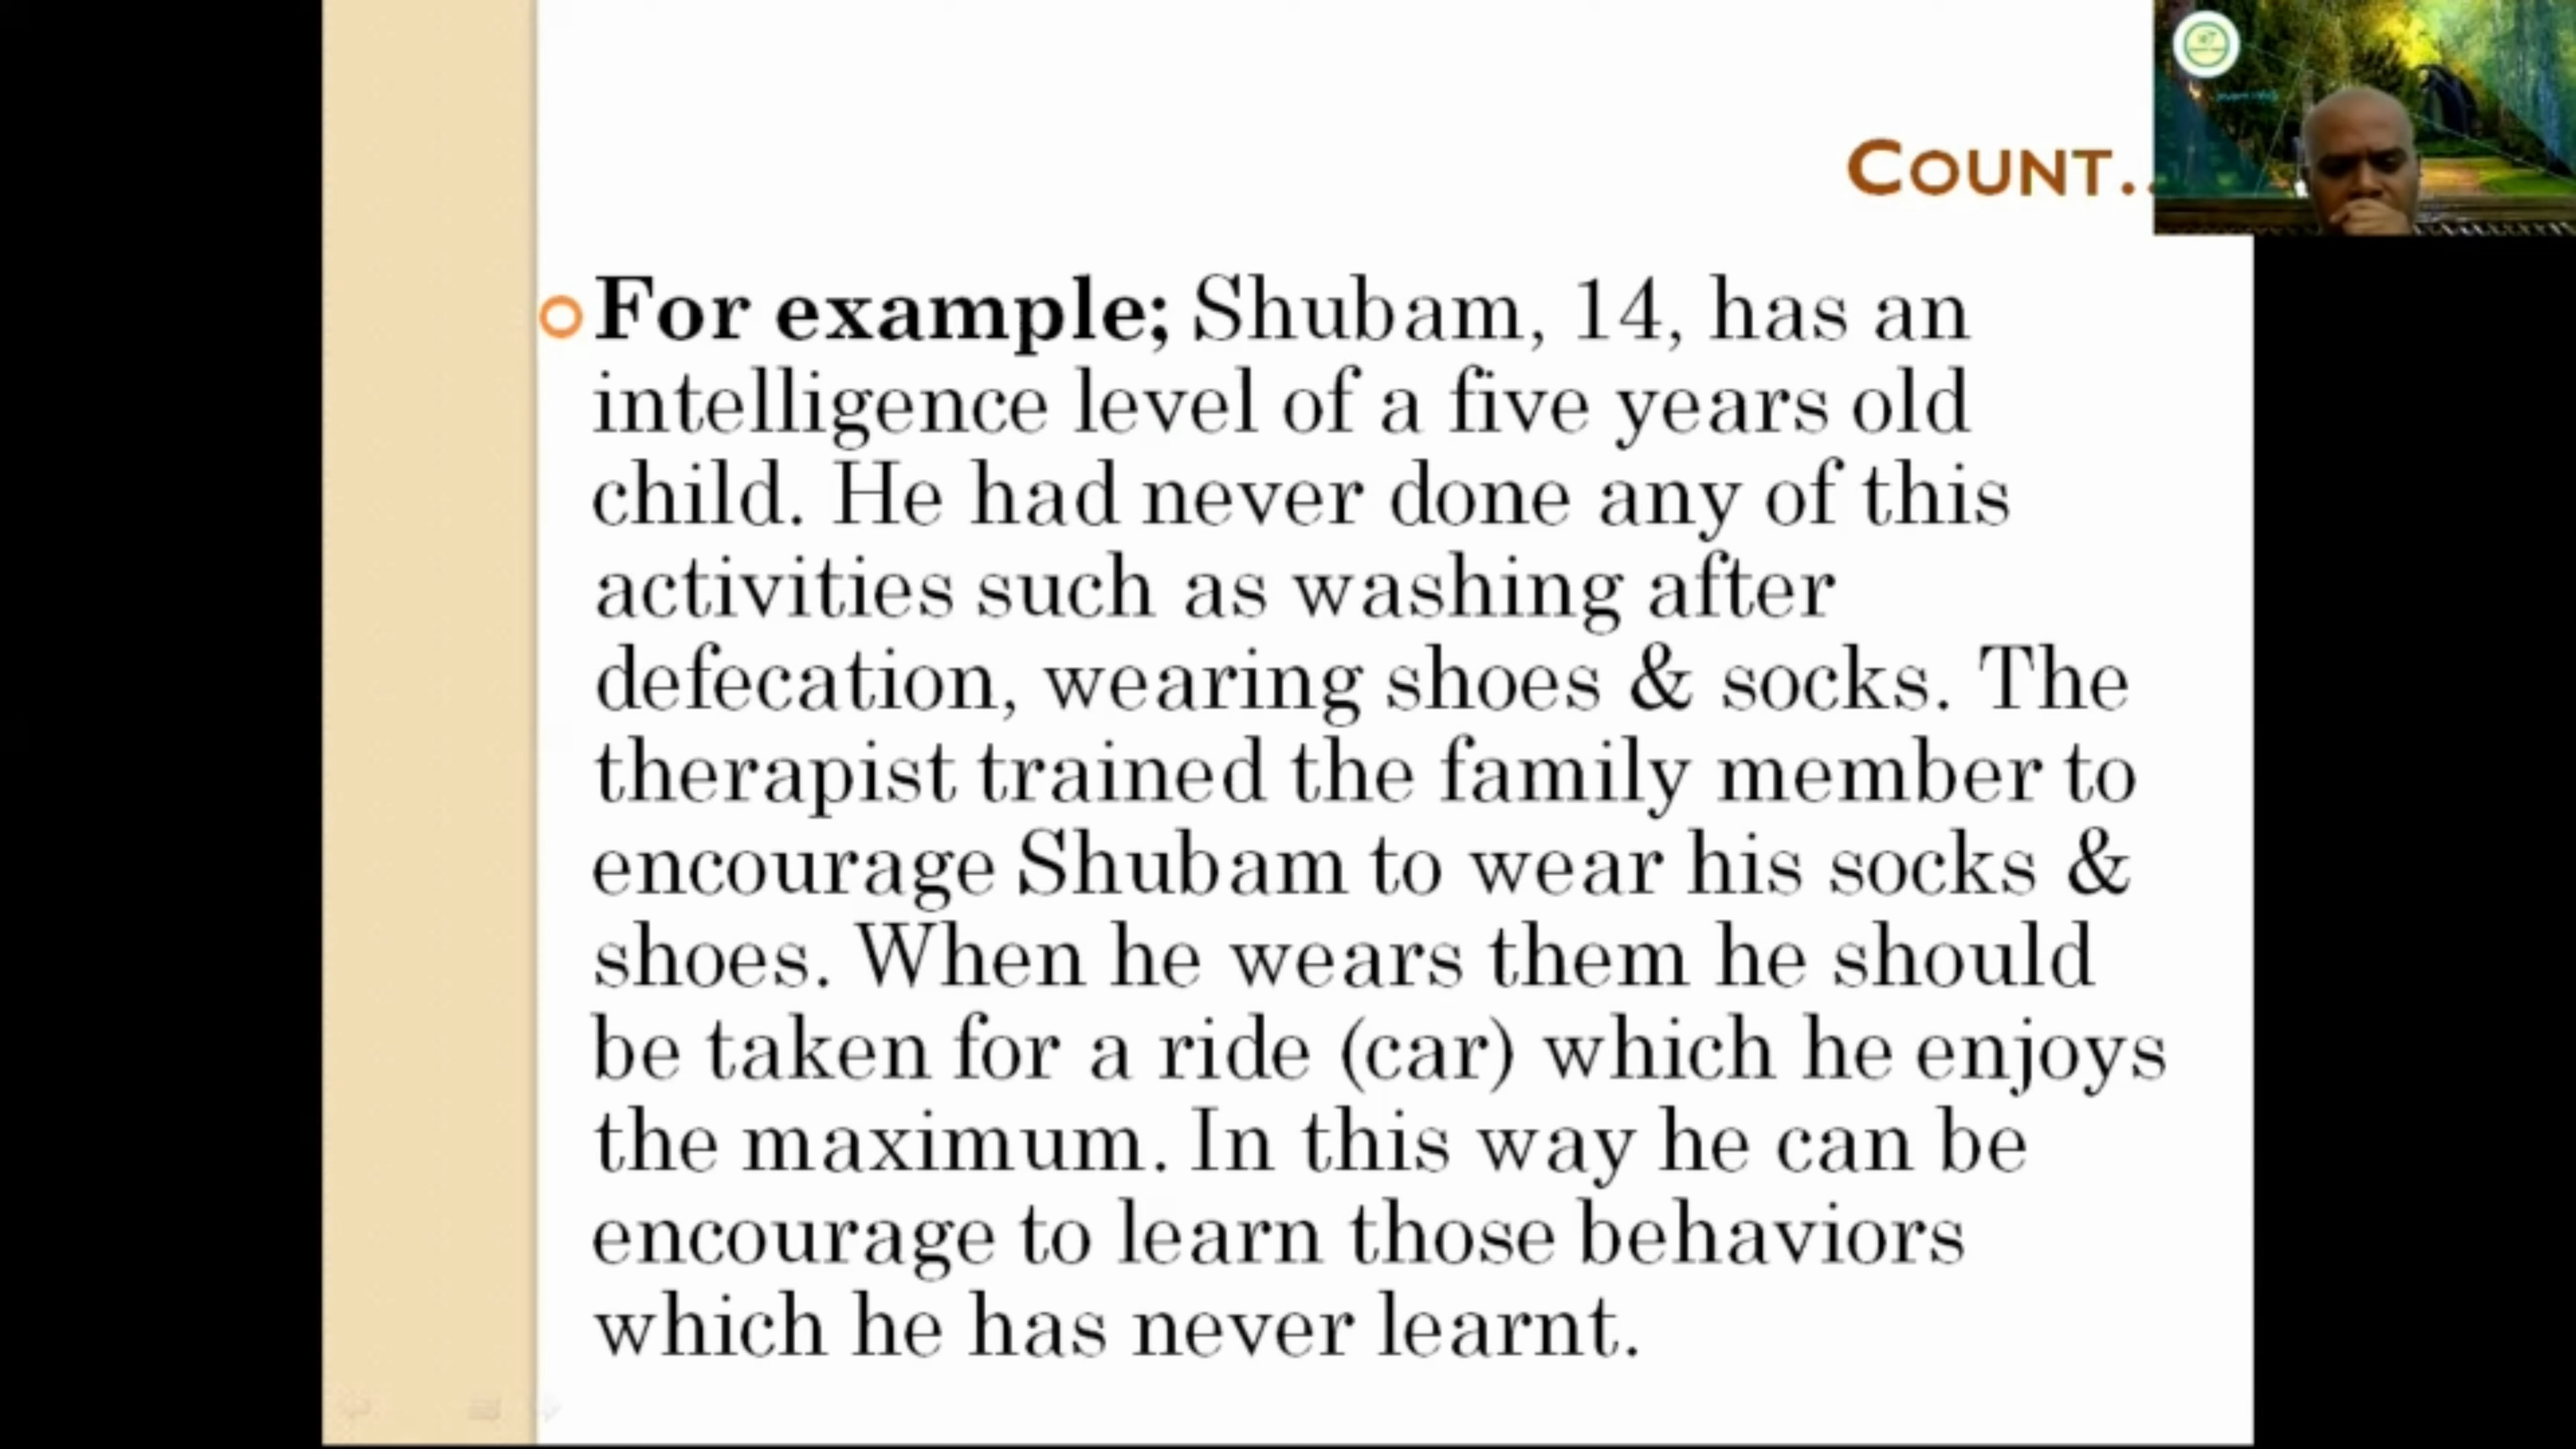 COUNT..
For example; Shubam, 14, has an
intelligence level of a five years old
child. He had never done any of this
activities such as washing after
defecation, wearing shoes & socks. The
therapist trained the family member to
encourage Shubam to wear his socks &
shoes. When he wears them he should
be taken for a ride (car) which he enjoys
the maximum. In this way he can be
encourage to learn those behaviors
which he has never learnt.